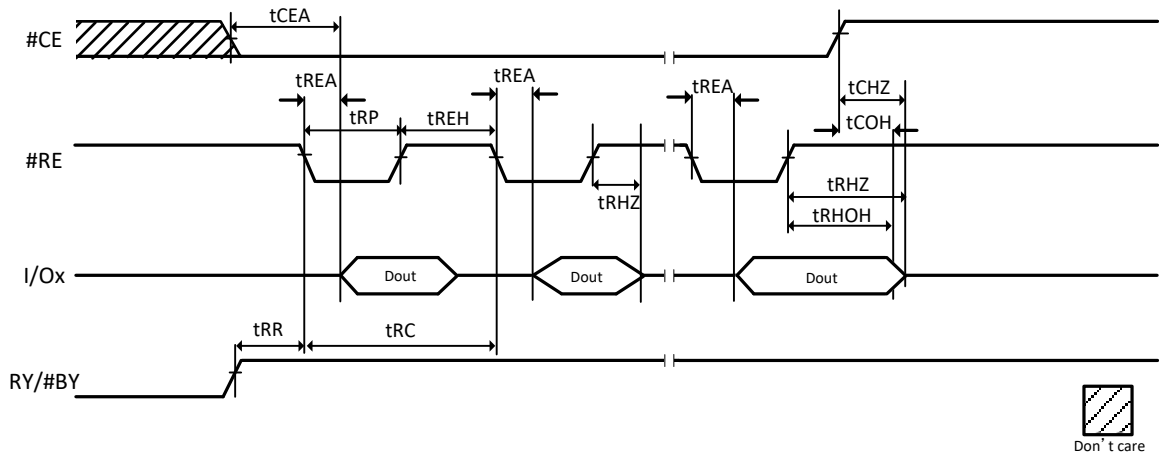 tCEA
#CE
tREA
tREA
tREA
tCHZ
tRP
tREH
tCOH
#RE
tRHZ
tRHZ
tRHOH
I/Ox
Dout
Dout
Dout
tRR
tRC
RY/#BY
Don't care